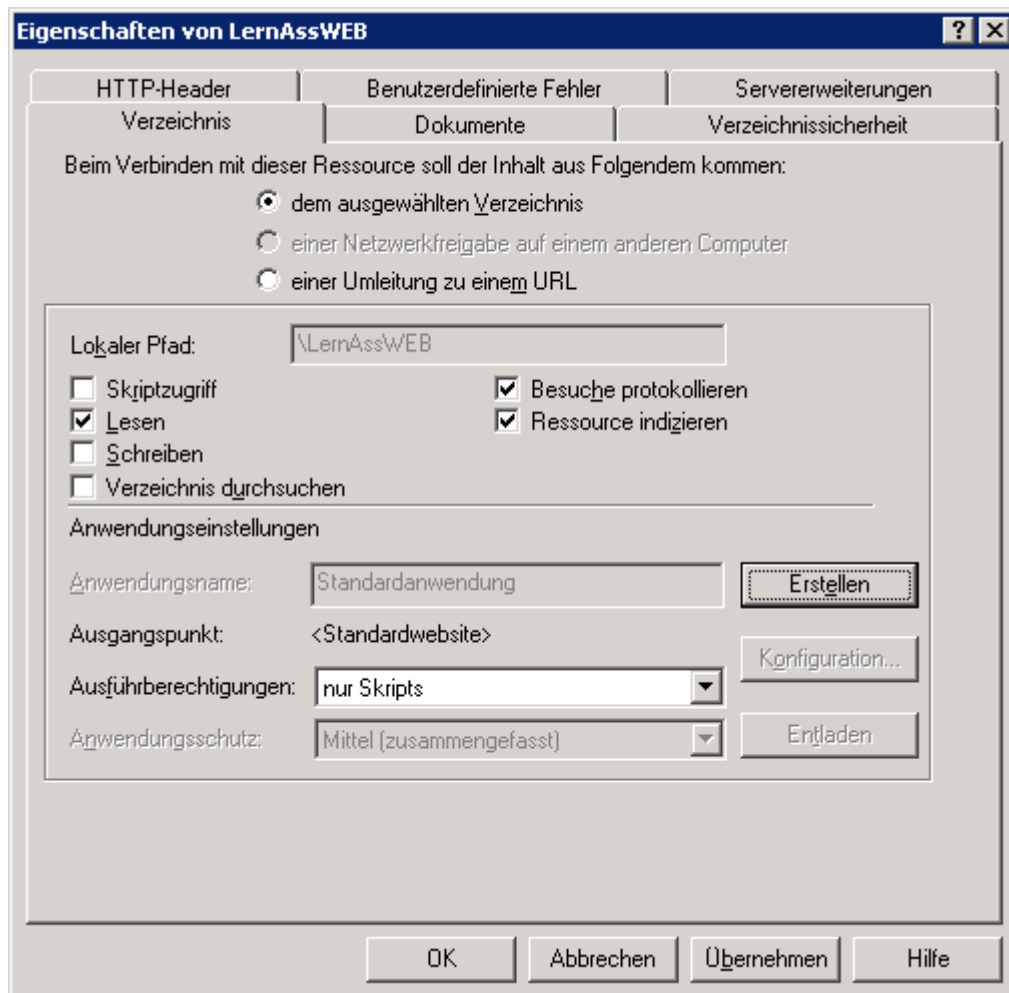 Eigenschaften von LernAssWEB
HTTP-Header Benutzerdefinierte Fehler Servererweiterungen
Verzeichnis Dokumente Verzeichnissicherheit
Beim Verbinden mit dieser Ressource soll der Inhalt aus Folgendem kommen:
dem ausgewählten Verzeichnis
einer Netzwerkfreigabe auf einem anderen Computer
einer Umleitung zu einem URL
Lokaler Pfad: \LernAssWEB
Skriptzugriff Besuche protokollieren
Lesen Ressource indizieren
Schreiben
Verzeichnis durchsuchen
Anwendungseinstellungen
Anwendungsname: Standardanwendung Erstellen
Ausgangspunkt: <Standardwebsite>
Konfiguration...
Ausführberechtigungen: nur Skripts
Anwendungsschutz: Mittel (zusammengefasst) Entladen
OK Abbrechen Übernehmen Hilfe